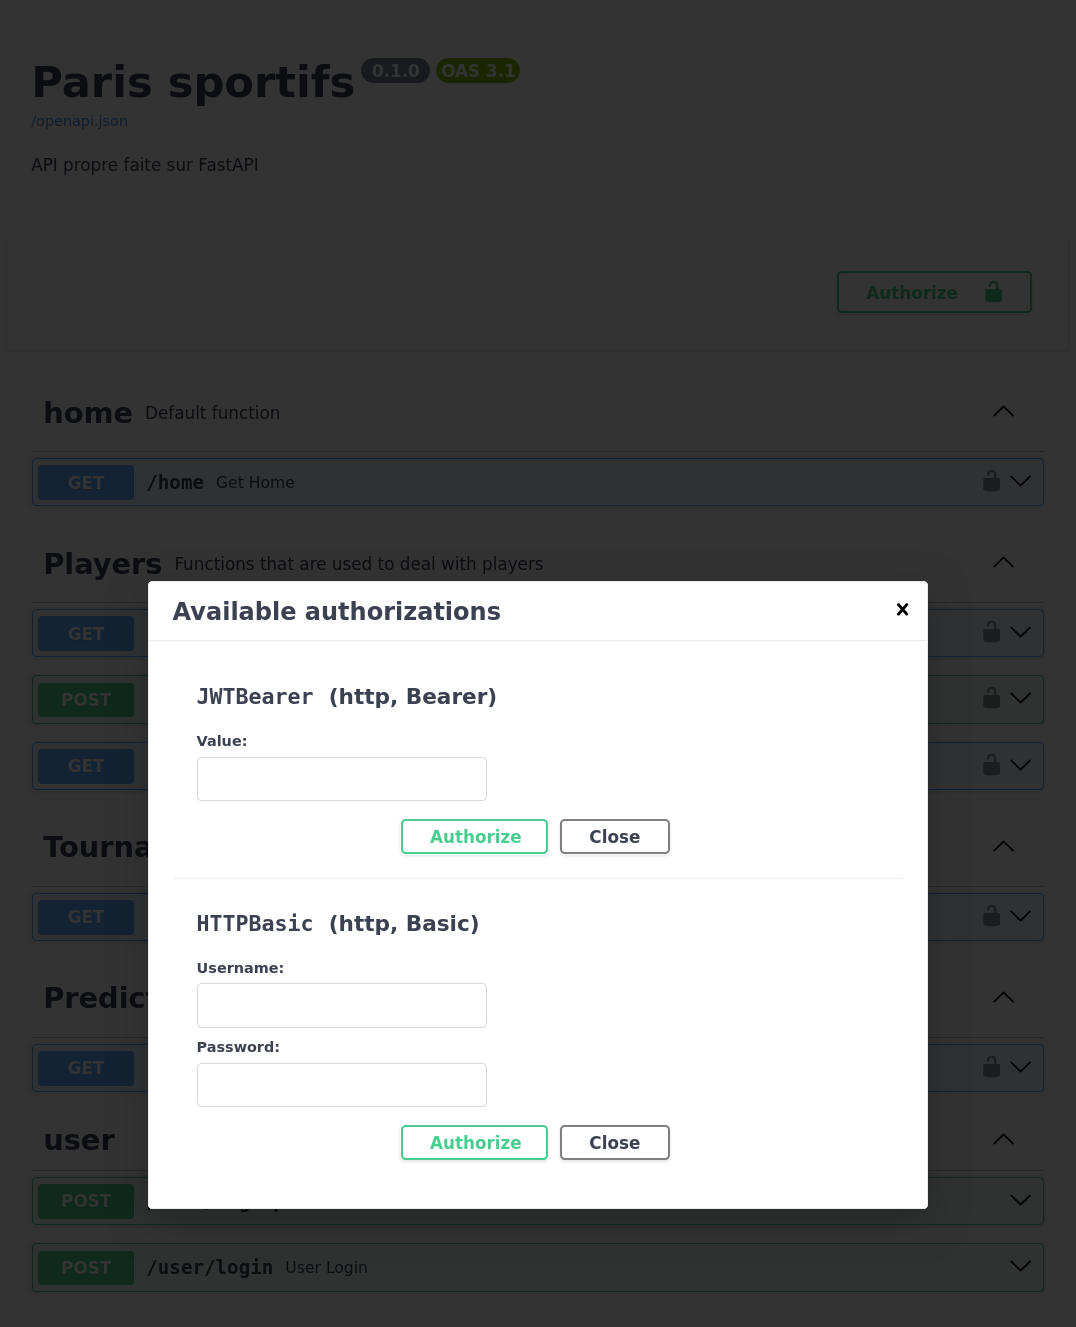 Paris sportifs 0.1.0 OAS 3.1
/openapi.json
API propre faite sur FastAPI
Authorize
home Default function
GET /home Get Home
Players Functions that are used to deal with players
Available authorizations
GET
JWTBearer (http, Bearer)
POST
Value:
GET
Authorize Close
Tourna
GET
HTTPBasic (http, Basic)
Username:
Predic
Password:
GET
Authorize Close
user
POST
POST /user/login User Login